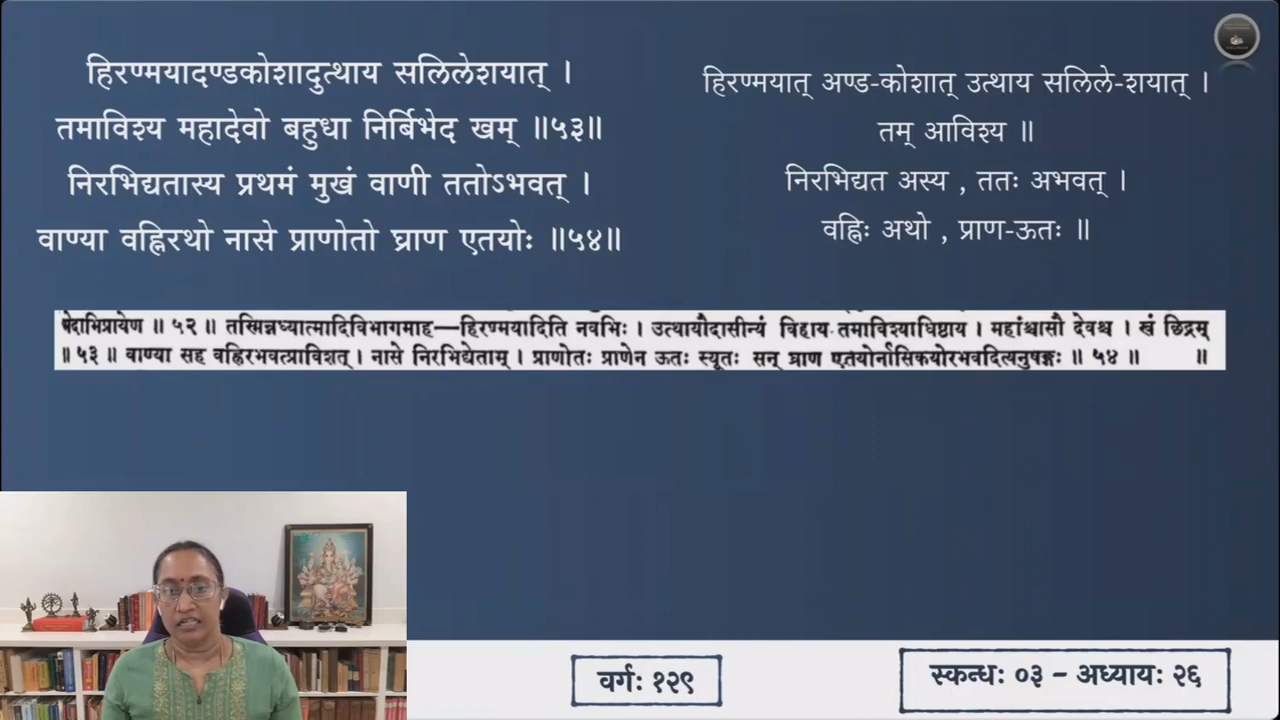 हिरण्मयादण्डकोशादुत्थाय सलिलेशयात् ।
तमाविश्य महादेवो बहुधा निर्बिभेद खम् ॥५३॥
निरभिद्यतास्य प्रथमं मुखं वाणी ततोऽभवत् ।
वाण्या वह्निरथो नासे प्राणोतो घ्राण एतयोः ॥५४॥
हिरण्मयात् अण्ड-कोशात् उत्थाय सलिले-शयात् ।
तम् आविश्य ॥
निरभिद्यत अस्य , ततः अभवत् ।
वह्निः अथो , प्राण-ऊतः ॥
भेदाभिप्रायेण ॥ ५२ ॥ तस्मिन्नध्यात्मादिविभागमाह—हिरण्मयादिति नवभिः । उत्थायौदासीन्यं विहाय तमाविश्याधिष्ठाय । महांश्चासौ देवश्च । खं छिद्रम्
॥ ५३ ॥ वाण्या सह वह्निरभवत्प्राविशत् । नासे निरभिद्येताम् । प्राणोतः प्राणेन ऊतः स्यूतः सन् घ्राण एतयोर्नासिकयोरभवदित्यनुषङ्गः ॥ ५४ ॥ ॥
वर्गः १२९
स्कन्धः ०३ – अध्यायः २६